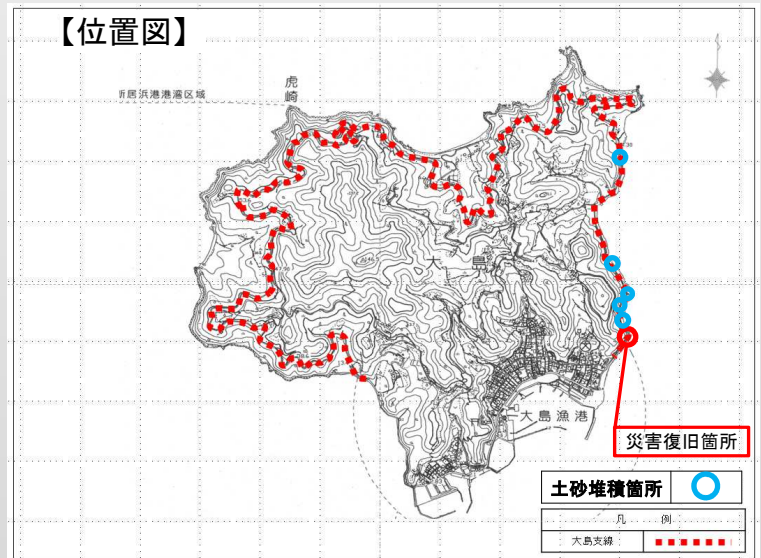 【位置図】
新居浜港港湾区域
虎崎
大島
大島漁港
災害復旧箇所
土砂堆積箇所
凡 例
大島支線